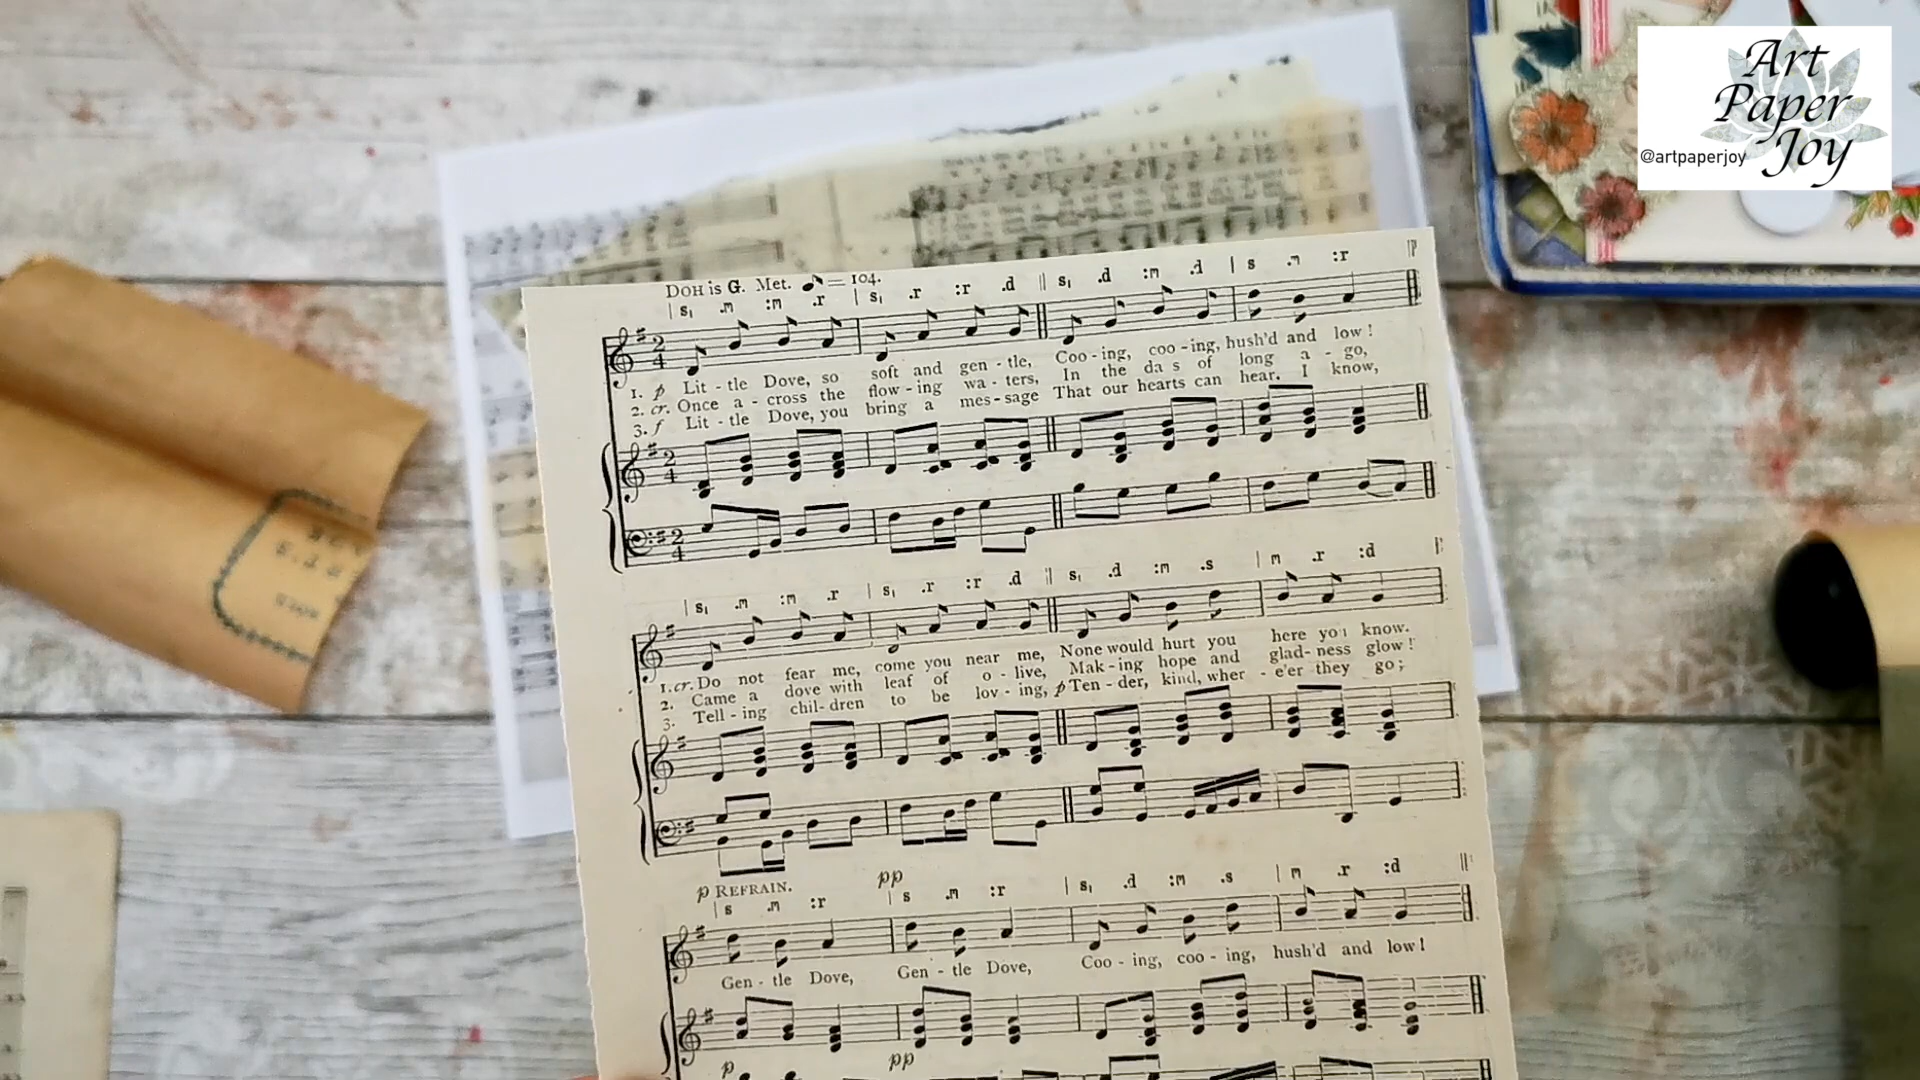 Art
Paper
Joy
@artpaperjoy
DOH is G. Met. = 104.
| s₁ .m :m .r | s₁ .r :r .d || s₁ .d :m .d | s .m :r ||
1. p Lit - tle Dove, so soft and gen - tle, Coo - ing, coo - ing, hush'd and low !
2. cr. Once a - cross the flow - ing wa - ters, In the da s of long a - go,
3. f Lit - tle Dove, you bring a mes - sage That our hearts can hear. I know,
| s₁ .m :m .r | s₁ .r :r .d || s₁ .d :m .s | m .r :d ||
1. cr. Do not fear me, come you near me, None would hurt you here you know.
2. Came a dove with leaf of o - live, Mak - ing hope and glad - ness glow !
3. Tell - ing chil - dren to be lov - ing, p Ten - der, kind, wher - e'er they go ;
p REFRAIN. pp
| s .m :r | s .m :r | s₁ .d :m .s | m .r :d ||
Gen - tle Dove, Gen - tle Dove, Coo - ing, coo - ing, hush'd and low !
p pp